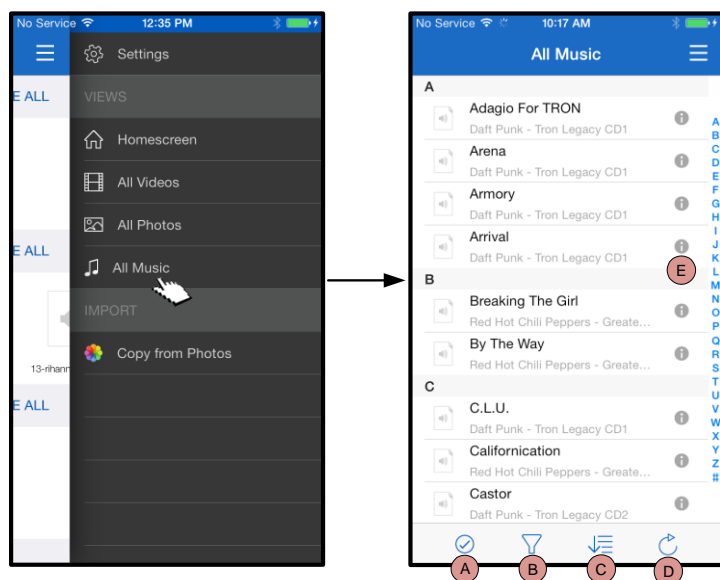 No Service 12:35 PM
Settings
E ALL
VIEWS
Homescreen
All Videos
All Photos
E ALL
All Music
IMPORT
Copy from Photos
13-rihann
E ALL
No Service 10:17 AM
All Music
A
Adagio For TRON
Daft Punk - Tron Legacy CD1
Arena
Daft Punk - Tron Legacy CD1
Armory
Daft Punk - Tron Legacy CD1
Arrival
Daft Punk - Tron Legacy CD1
E
B
Breaking The Girl
Red Hot Chili Peppers - Greate...
By The Way
Red Hot Chili Peppers - Greate...
C
C.L.U.
Daft Punk - Tron Legacy CD1
Californication
Red Hot Chili Peppers - Greate...
Castor
Daft Punk - Tron Legacy CD2
A
B
C
D
E
F
G
H
I
J
K
L
M
N
O
P
Q
R
S
T
U
V
W
X
Y
Z
#
A B C D